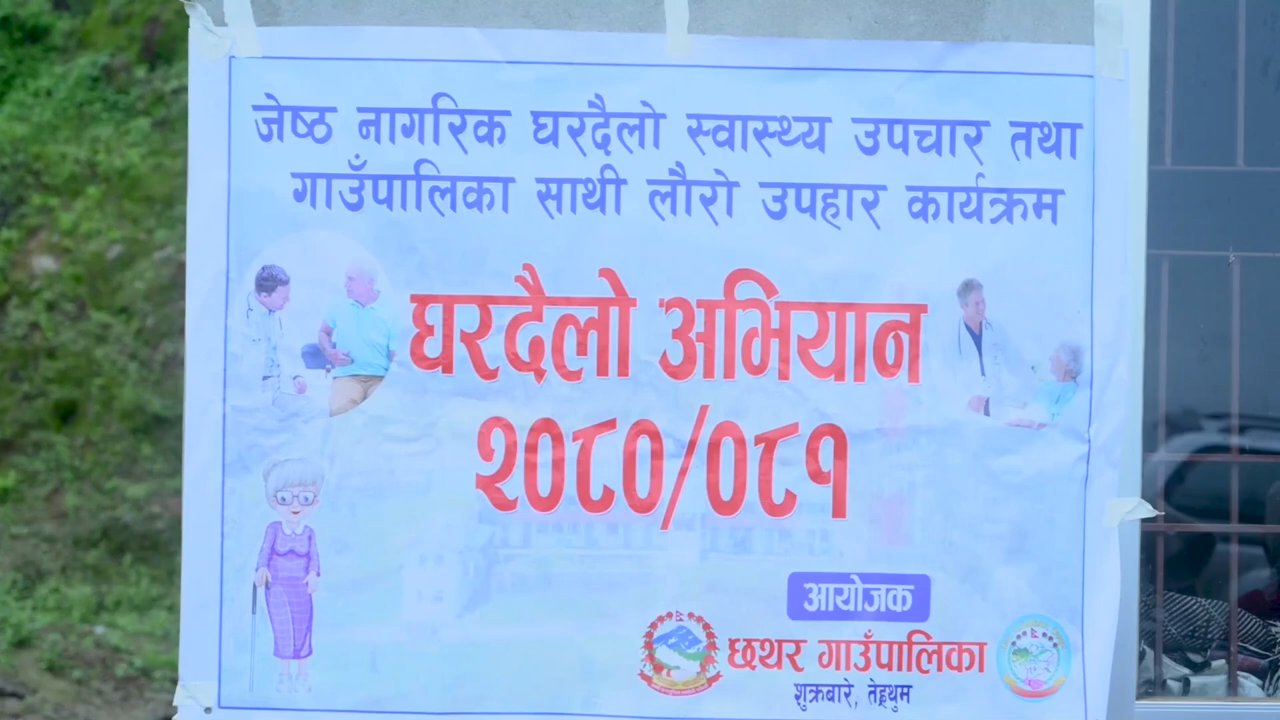 जेष्ठ नागरिक घरदैलो स्वास्थ्य उपचार तथा
गाउँपालिका साथी लौरो उपहार कार्यक्रम
घरदैलो अभियान
२०८०/०८१
आयोजक
छथर गाउँपालिका
शुक्रबारे, तेह्रथुम